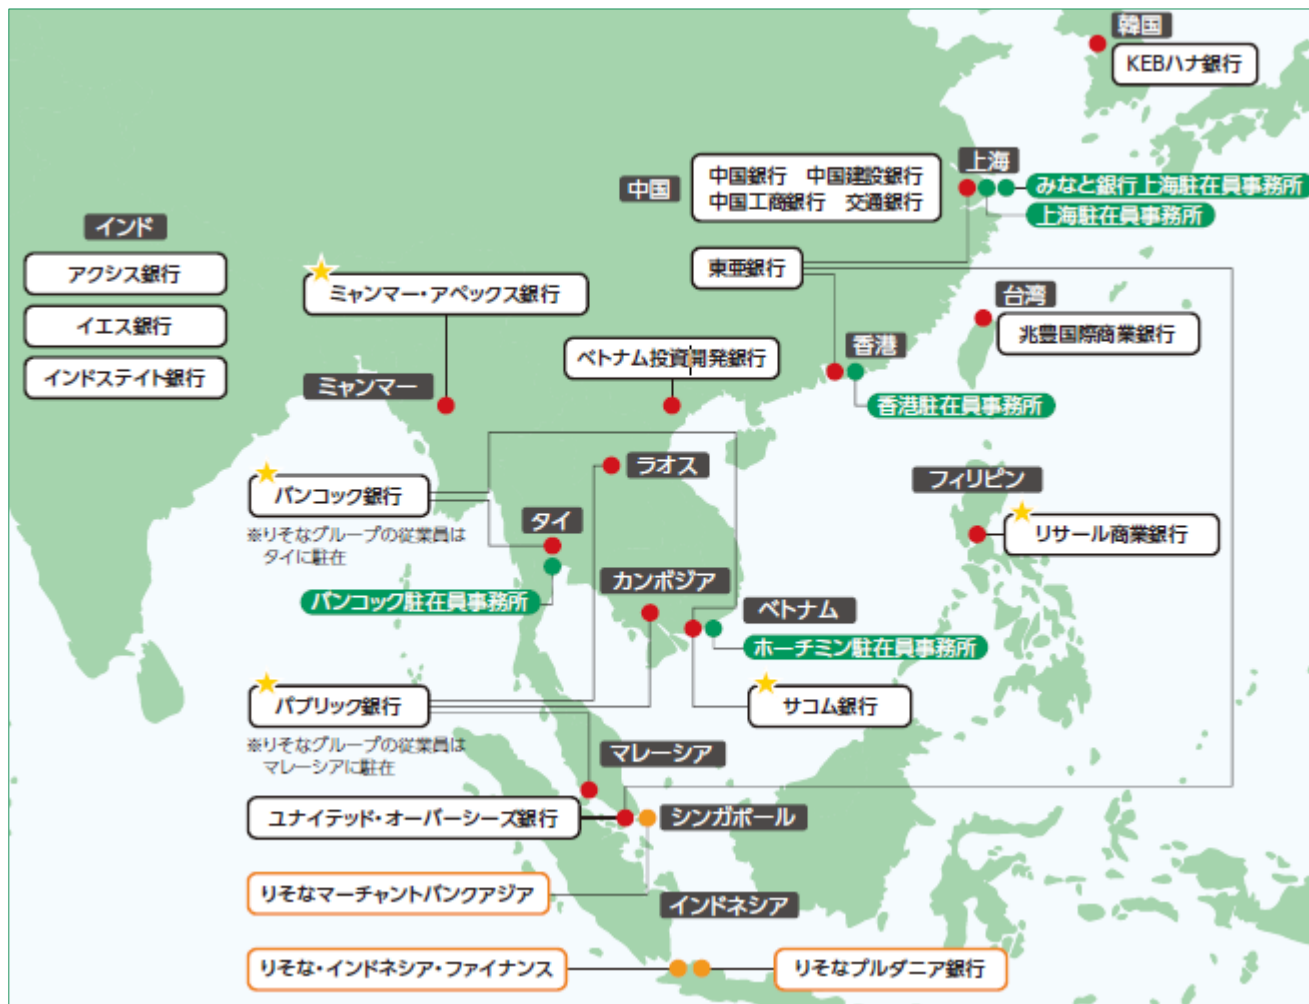 韓国
KEBハナ銀行
上海
中国
中国銀行 中国建設銀行
中国工商銀行 交通銀行
みなと銀行上海駐在員事務所
上海駐在員事務所
インド
アクシス銀行
イエス銀行
インドステイト銀行
東亜銀行
ミャンマー・アペックス銀行
ミャンマー
台湾
兆豊国際商業銀行
香港
香港駐在員事務所
ベトナム投資開発銀行
ラオス
フィリピン
リサール商業銀行
バンコック銀行
※りそなグループの従業員は
タイに駐在
タイ
バンコック駐在員事務所
カンボジア
ベトナム
ホーチミン駐在員事務所
パブリック銀行
※りそなグループの従業員は
マレーシアに駐在
サコム銀行
マレーシア
ユナイテッド・オーバーシーズ銀行
シンガポール
りそなマーチャントバンクアジア
インドネシア
りそな・インドネシア・ファイナンス
りそなプルダニア銀行